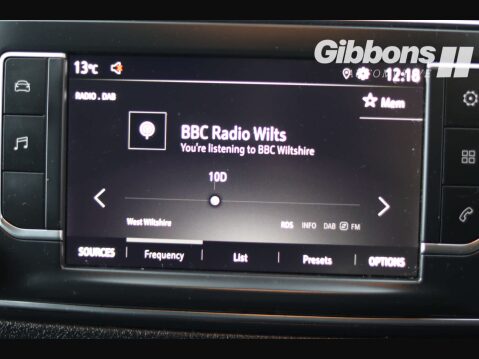 Gibbons
AUTOMOTIVE
13°C
12:18
RADIO . DAB
Mem
BBC Radio Wilts
You're listening to BBC Wiltshire
10D
West Wiltshire
RDS INFO DAB FM
SOURCES Frequency List Presets OPTIONS